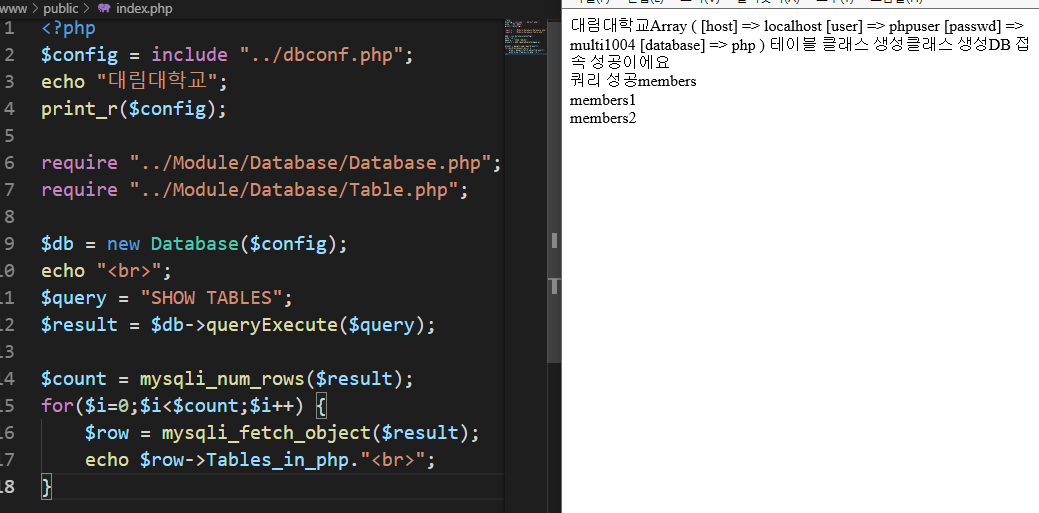 www > public > index.php
1 <?php
2 $config = include "../dbconf.php";
3 echo "대림대학교";
4 print_r($config);
5
6 require "../Module/Database/Database.php";
7 require "../Module/Database/Table.php";
8
9 $db = new Database($config);
10 echo "<br>";
11 $query = "SHOW TABLES";
12 $result = $db->queryExecute($query);
13
14 $count = mysqli_num_rows($result);
15 for($i=0;$i<$count;$i++) {
16 $row = mysqli_fetch_object($result);
17 echo $row->Tables_in_php."<br>";
18 }
대림대학교Array ( [host] => localhost [user] => phpuser [passwd] =>
multi1004 [database] => php ) 테이블 클래스 생성클래스 생성DB 접
속 성공이에요
쿼리 성공members
members1
members2